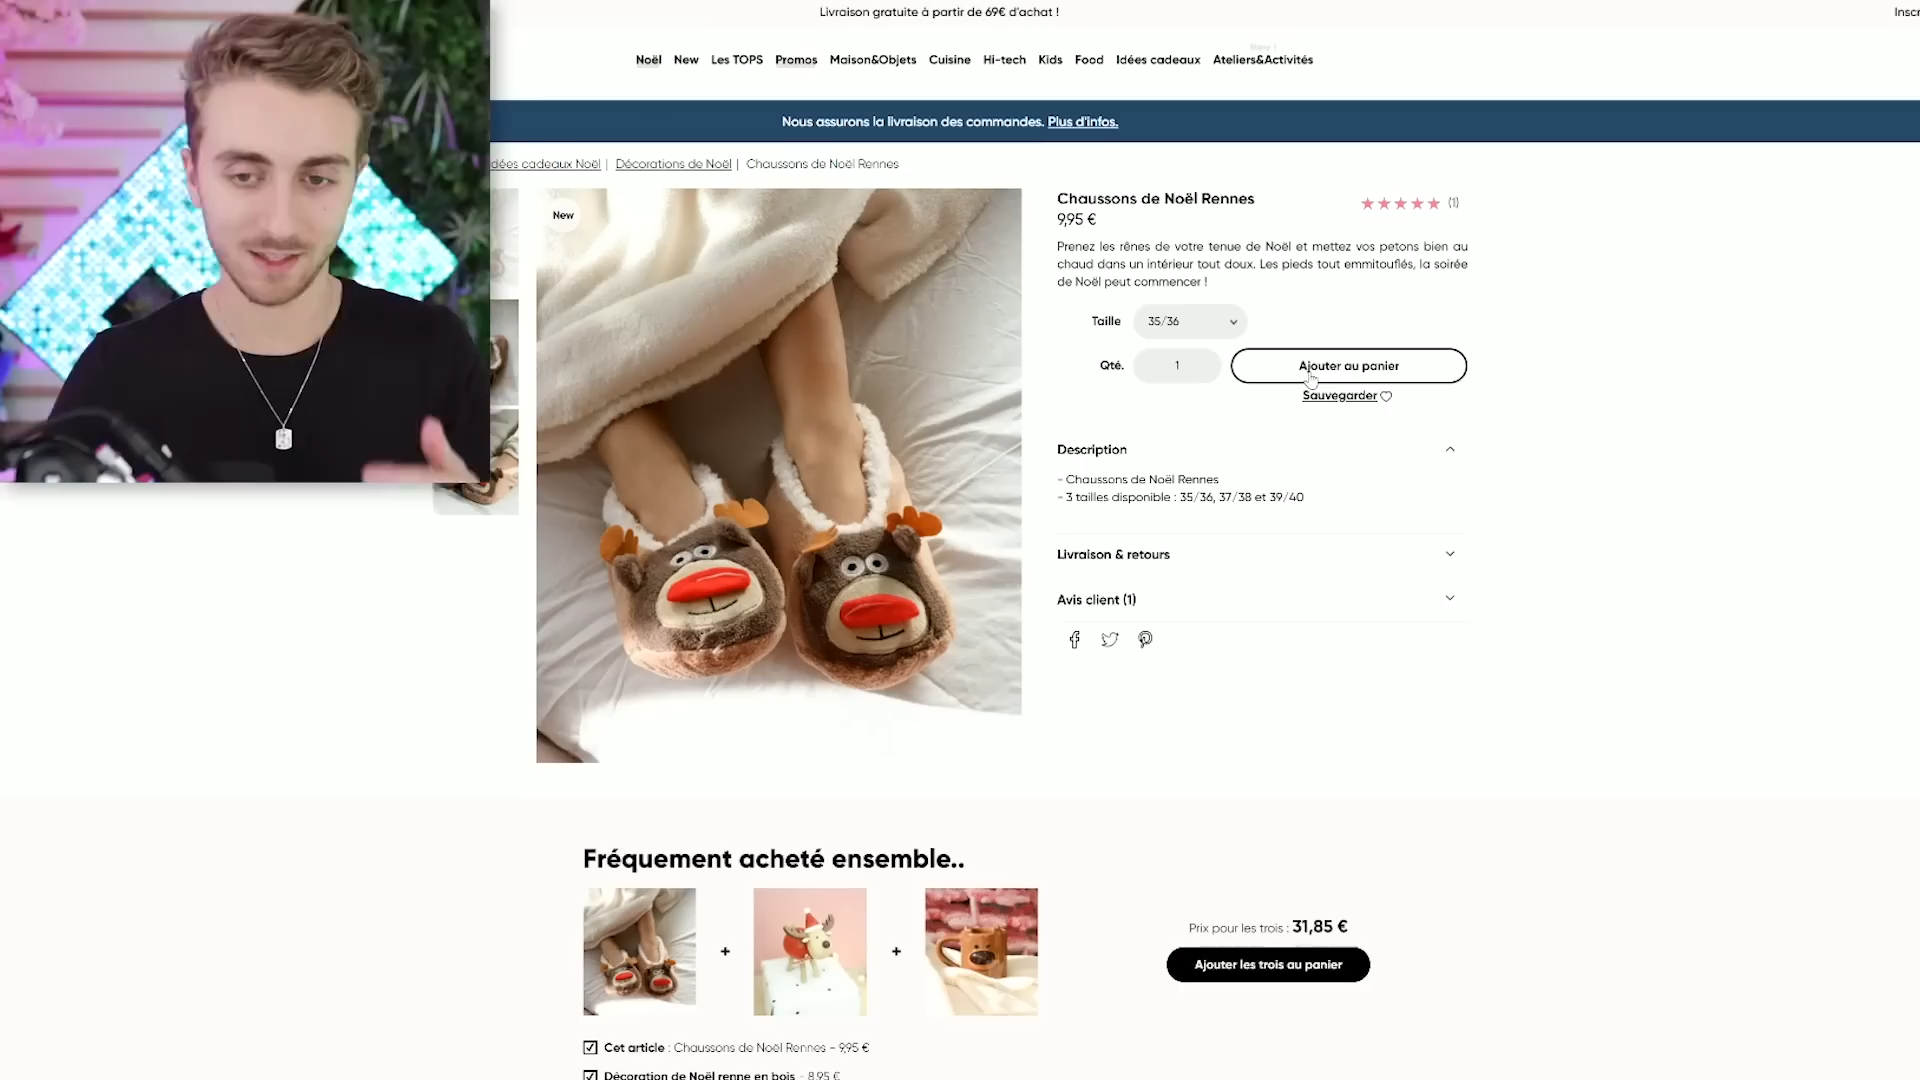 Livraison gratuite à partir de 69€ d'achat !
Inscr
New !
Noël New Les TOPS Promos Maison&Objets Cuisine Hi-tech Kids Food Idées cadeaux Ateliers&Activités
Nous assurons la livraison des commandes. Plus d'infos.
dées cadeaux Noël | Décorations de Noël | Chaussons de Noël Rennes
New
Chaussons de Noël Rennes
(1)
9,95 €
Prenez les rênes de votre tenue de Noël et mettez vos petons bien au
chaud dans un intérieur tout doux. Les pieds tout emmitouflés, la soirée
de Noël peut commencer !
Taille 35/36
Qté. 1 Ajouter au panier
Sauvegarder
Description
- Chaussons de Noël Rennes
- 3 tailles disponible : 35/36, 37/38 et 39/40
Livraison & retours
Avis client (1)
Fréquement acheté ensemble..
+ +
Prix pour les trois : 31,85 €
Ajouter les trois au panier
Cet article : Chaussons de Noël Rennes - 9,95 €
Décoration de Noël renne en bois - 8,95 €